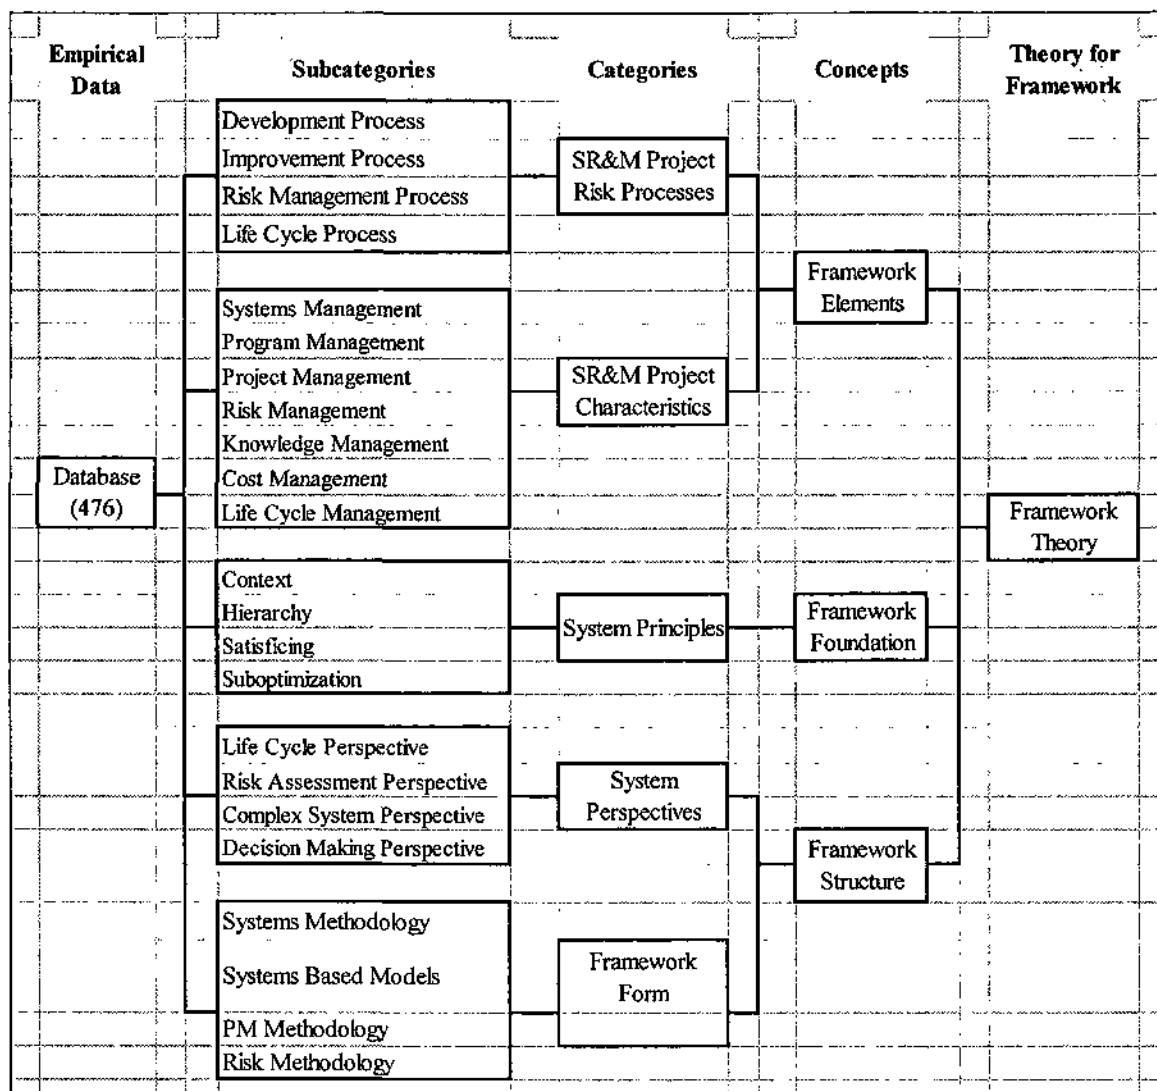 Empirical
Data
Subcategories
Categories
Concepts
Theory for
Framework
Development Process
Improvement Process
Risk Management Process
Life Cycle Process
SR&M Project
Risk Processes
Framework
Elements
Systems Management
Program Management
Project Management
Risk Management
Knowledge Management
Cost Management
Life Cycle Management
SR&M Project
Characteristics
Database
(476)
Framework
Theory
Context
Hierarchy
Satisficing
Suboptimization
System Principles
Framework
Foundation
Life Cycle Perspective
Risk Assessment Perspective
Complex System Perspective
Decision Making Perspective
System
Perspectives
Framework
Structure
Systems Methodology
Systems Based Models
PM Methodology
Risk Methodology
Framework
Form